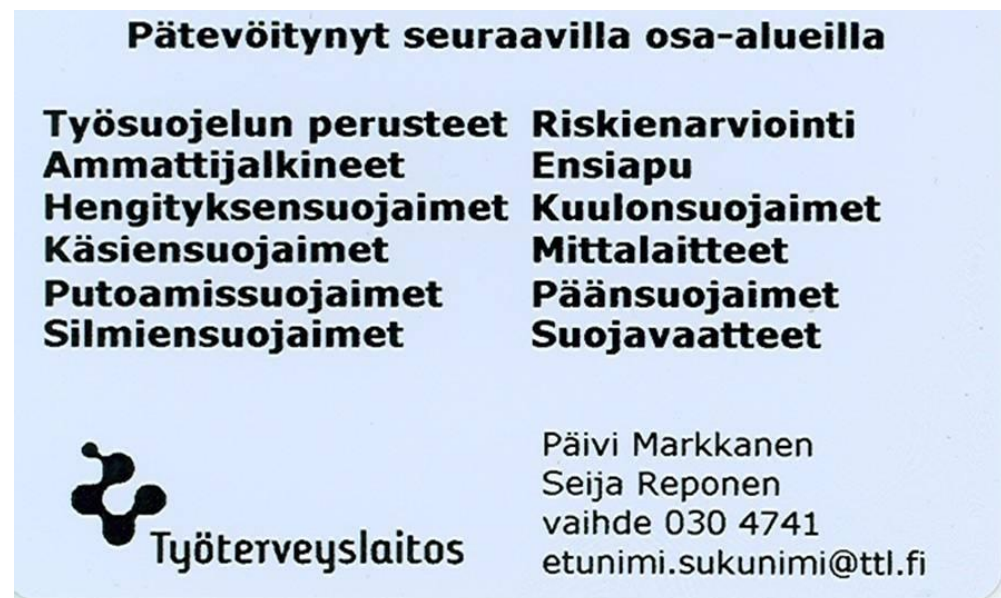 Pätevöitynyt seuraavilla osa-alueilla
Työsuojelun perusteet Riskienarviointi
Ammattijalkineet Ensiapu
Hengityksensuojaimet Kuulonsuojaimet
Käsiensuojaimet Mittalaitteet
Putoamissuojaimet Päänsuojaimet
Silmiensuojaimet Suojavaatteet
Työterveyslaitos
Päivi Markkanen
Seija Reponen
vaihde 030 4741
etunimi.sukunimi@ttl.fi